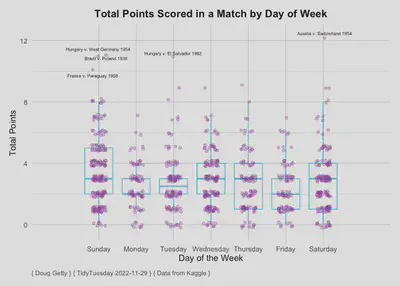 Total Points Scored in a Match by Day of Week
Austria v. Switzerland 1954
Hungary v. West Germany 1954
Brazil v. Poland 1938
Hungary v. El Salvador 1982
France v. Paraguay 1958
Total Points
12
8
4
0
Sunday Monday Tuesday Wednesday Thursday Friday Saturday
Day of the Week
{ Doug Getty } { TidyTuesday 2022-11-29 } { Data from Kaggle }